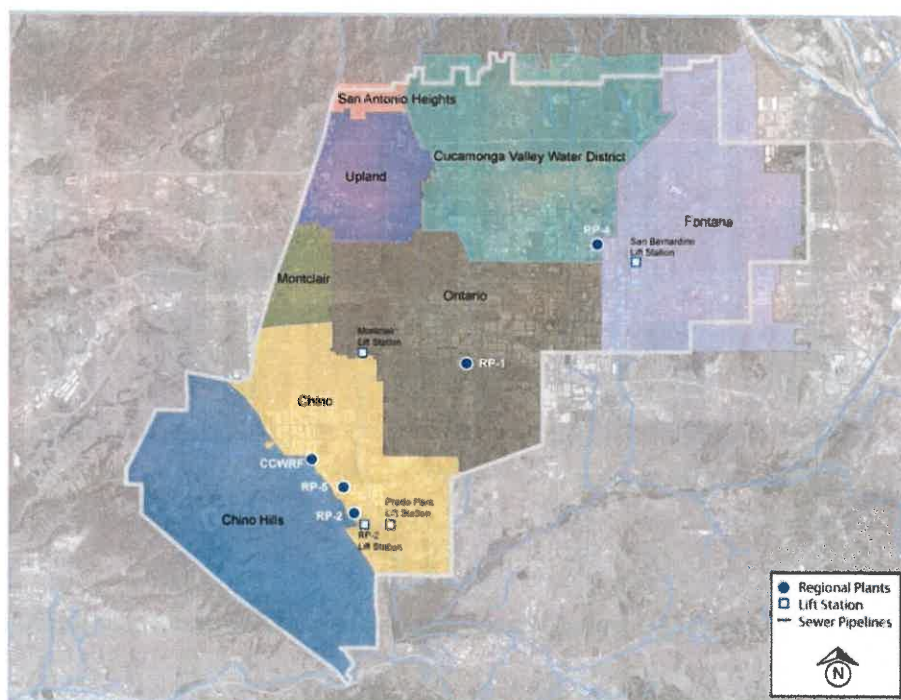 San Antonio Heights
Cucamonga Valley Water District
Upland
Fontana
RP-4
San Bernardino
Lift Station
Montclair
Ontario
Montclair
Lift Station
RP-1
Chino
CCWRF
RP-5
Chino Hills
RP-2
Prado Park
Lift Station
RP-2
Lift Station
Regional Plants
Lift Station
Sewer Pipelines
N